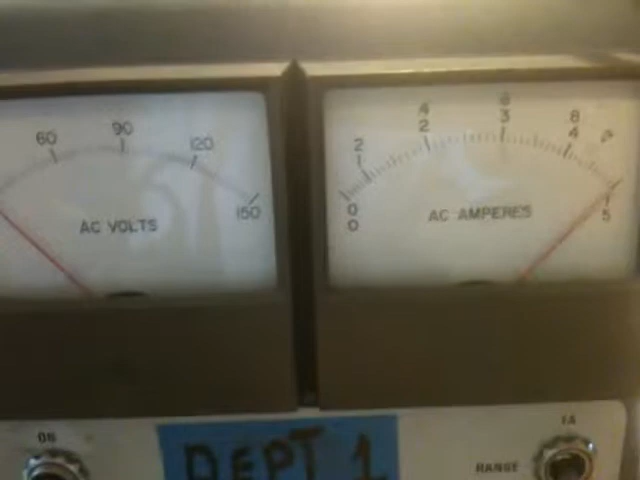 60 90 120 150
AC VOLTS
2 4 6 8
0 1 2 3 4 5
0
AC AMPERES
DEPT 1
RANGE
1A